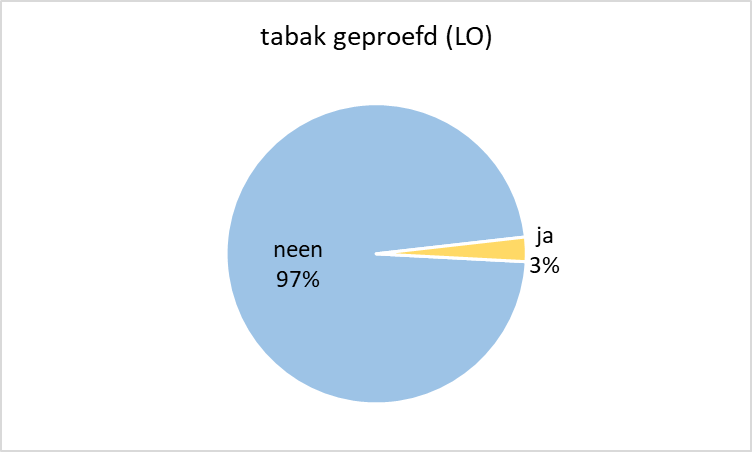 tabak geproefd (LO)
neen
97%
ja
3%